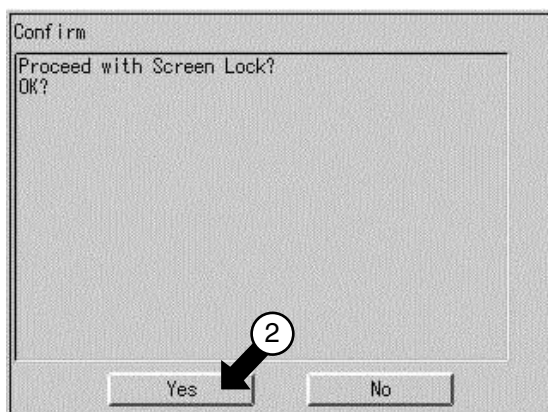 Confirm
Proceed with Screen Lock?
OK?
2
Yes
No